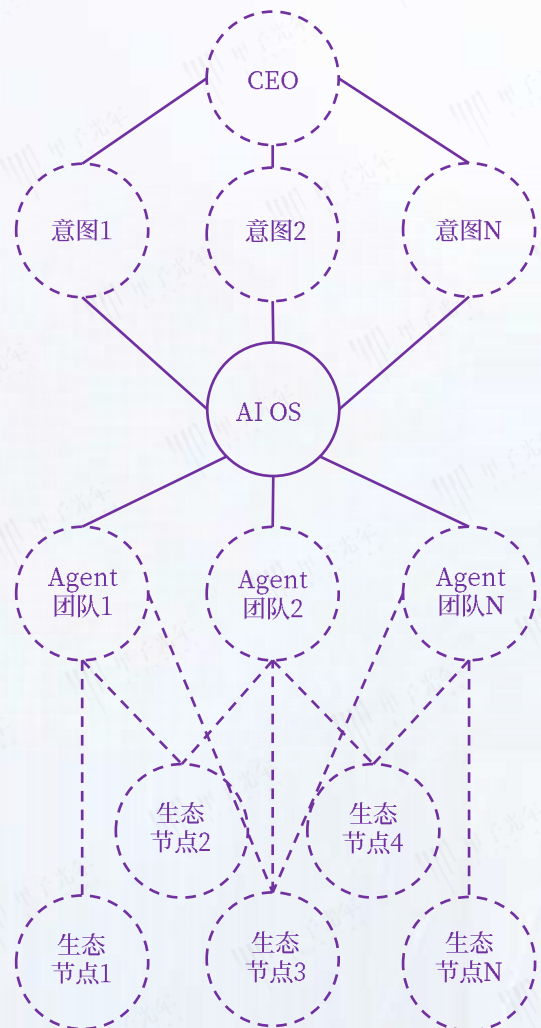 CEO
意图1
意图2
意图N
AI OS
Agent
团队1
Agent
团队2
Agent
团队N
生态
节点2
生态
节点4
生态
节点1
生态
节点3
生态
节点N